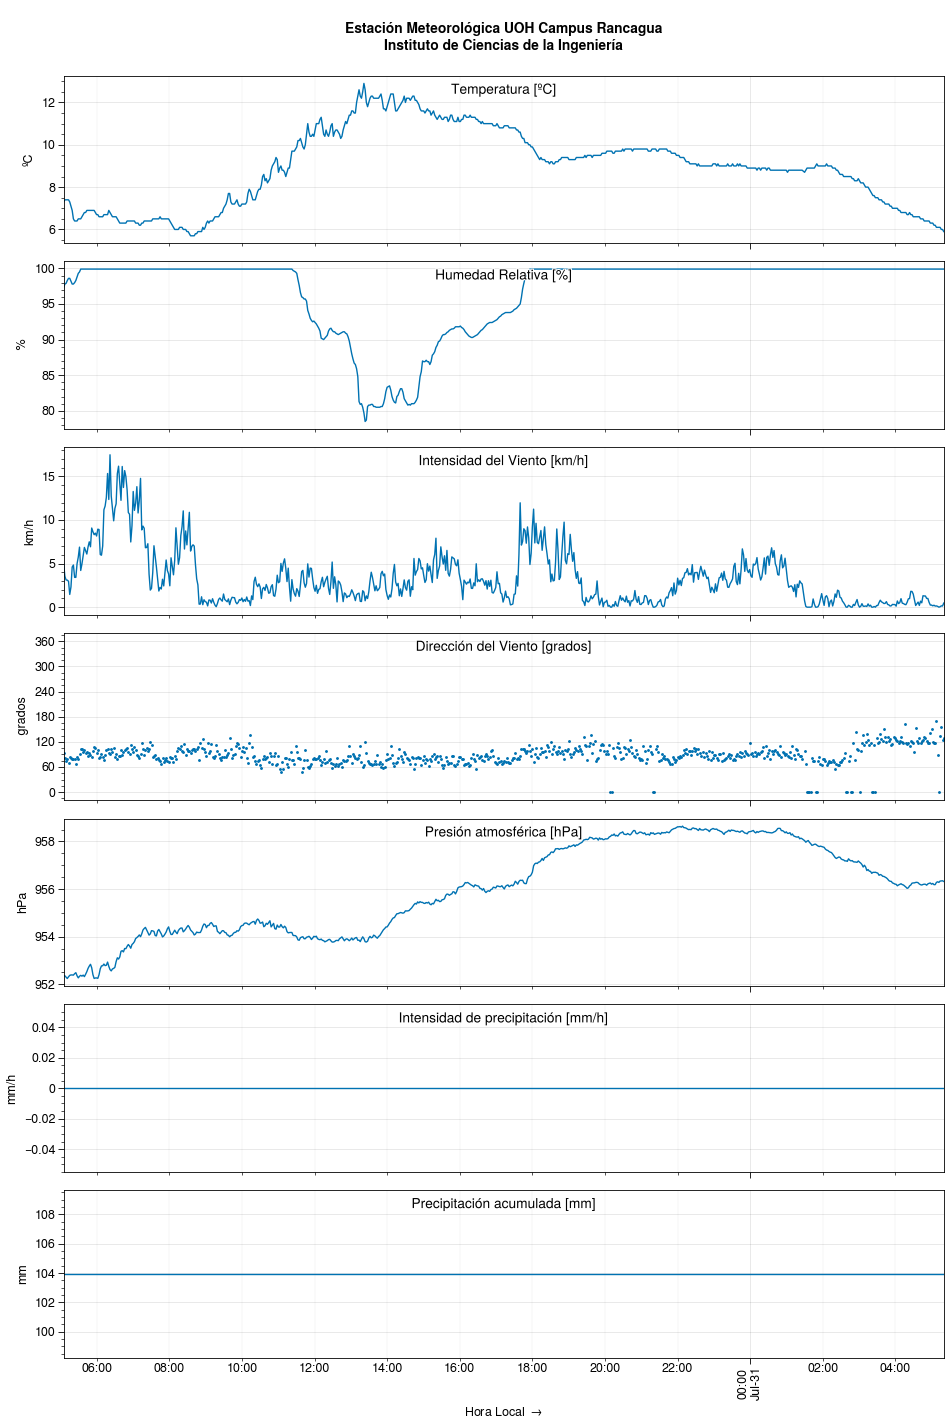 Estación Meteorológica UOH Campus Rancagua
Instituto de Ciencias de la Ingeniería
Temperatura [ºC]
12
10
8
6
ºC
Humedad Relativa [%]
100
95
90
85
80
%
Intensidad del Viento [km/h]
15
10
5
0
km/h
Dirección del Viento [grados]
360
300
240
180
120
60
0
grados
Presión atmosférica [hPa]
958
956
954
952
hPa
Intensidad de precipitación [mm/h]
0.04
0.02
0
−0.02
−0.04
mm/h
Precipitación acumulada [mm]
108
106
104
102
100
mm
06:00 08:00 10:00 12:00 14:00 16:00 18:00 20:00 22:00 00:00 02:00 04:00
Jul-31
Hora Local →